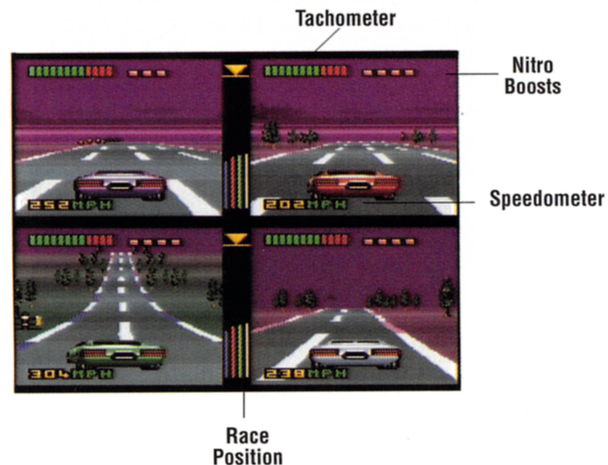 Tachometer
Nitro
Boosts
252MPH
202MPH
Speedometer
304MPH
238MPH
Race
Position